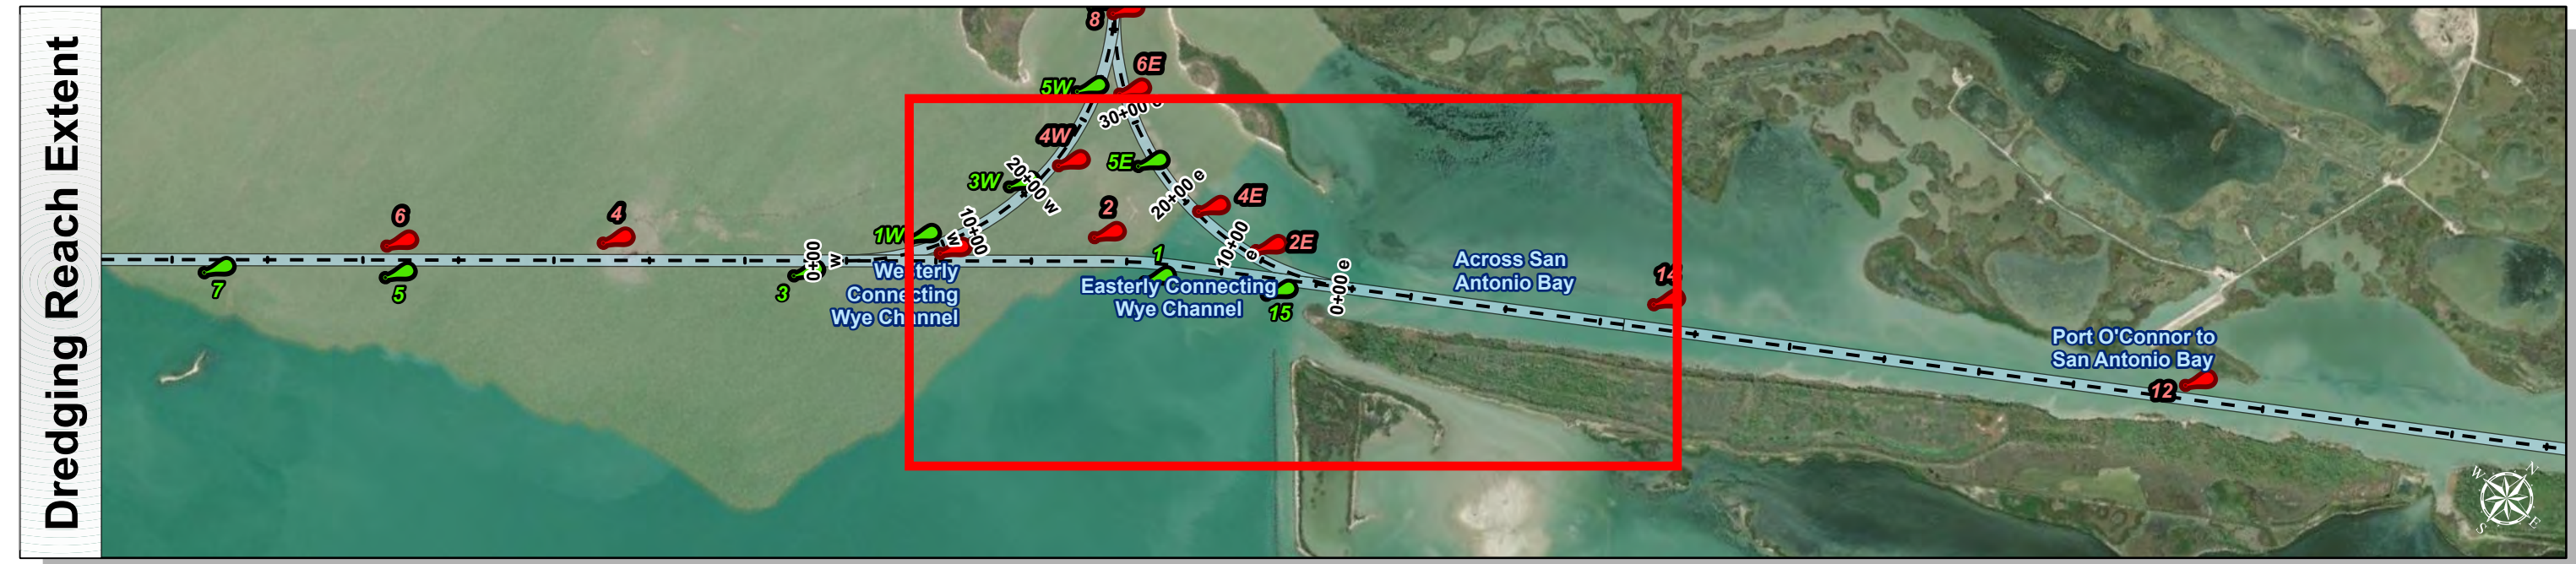 Dredging Reach Extent
8
6E
5W
30+00 e
4W
5E
3W
20+00 w
20+00 e
4E
6
4
2
10+00 w
1W
10+00 e
2E
0+00 w
1
0+00 e
Across San
Antonio Bay
14
7
5
3
Westerly
Connecting
Wye Channel
Easterly Connecting
Wye Channel
15
Port O'Connor to
San Antonio Bay
12
W
N
S
E